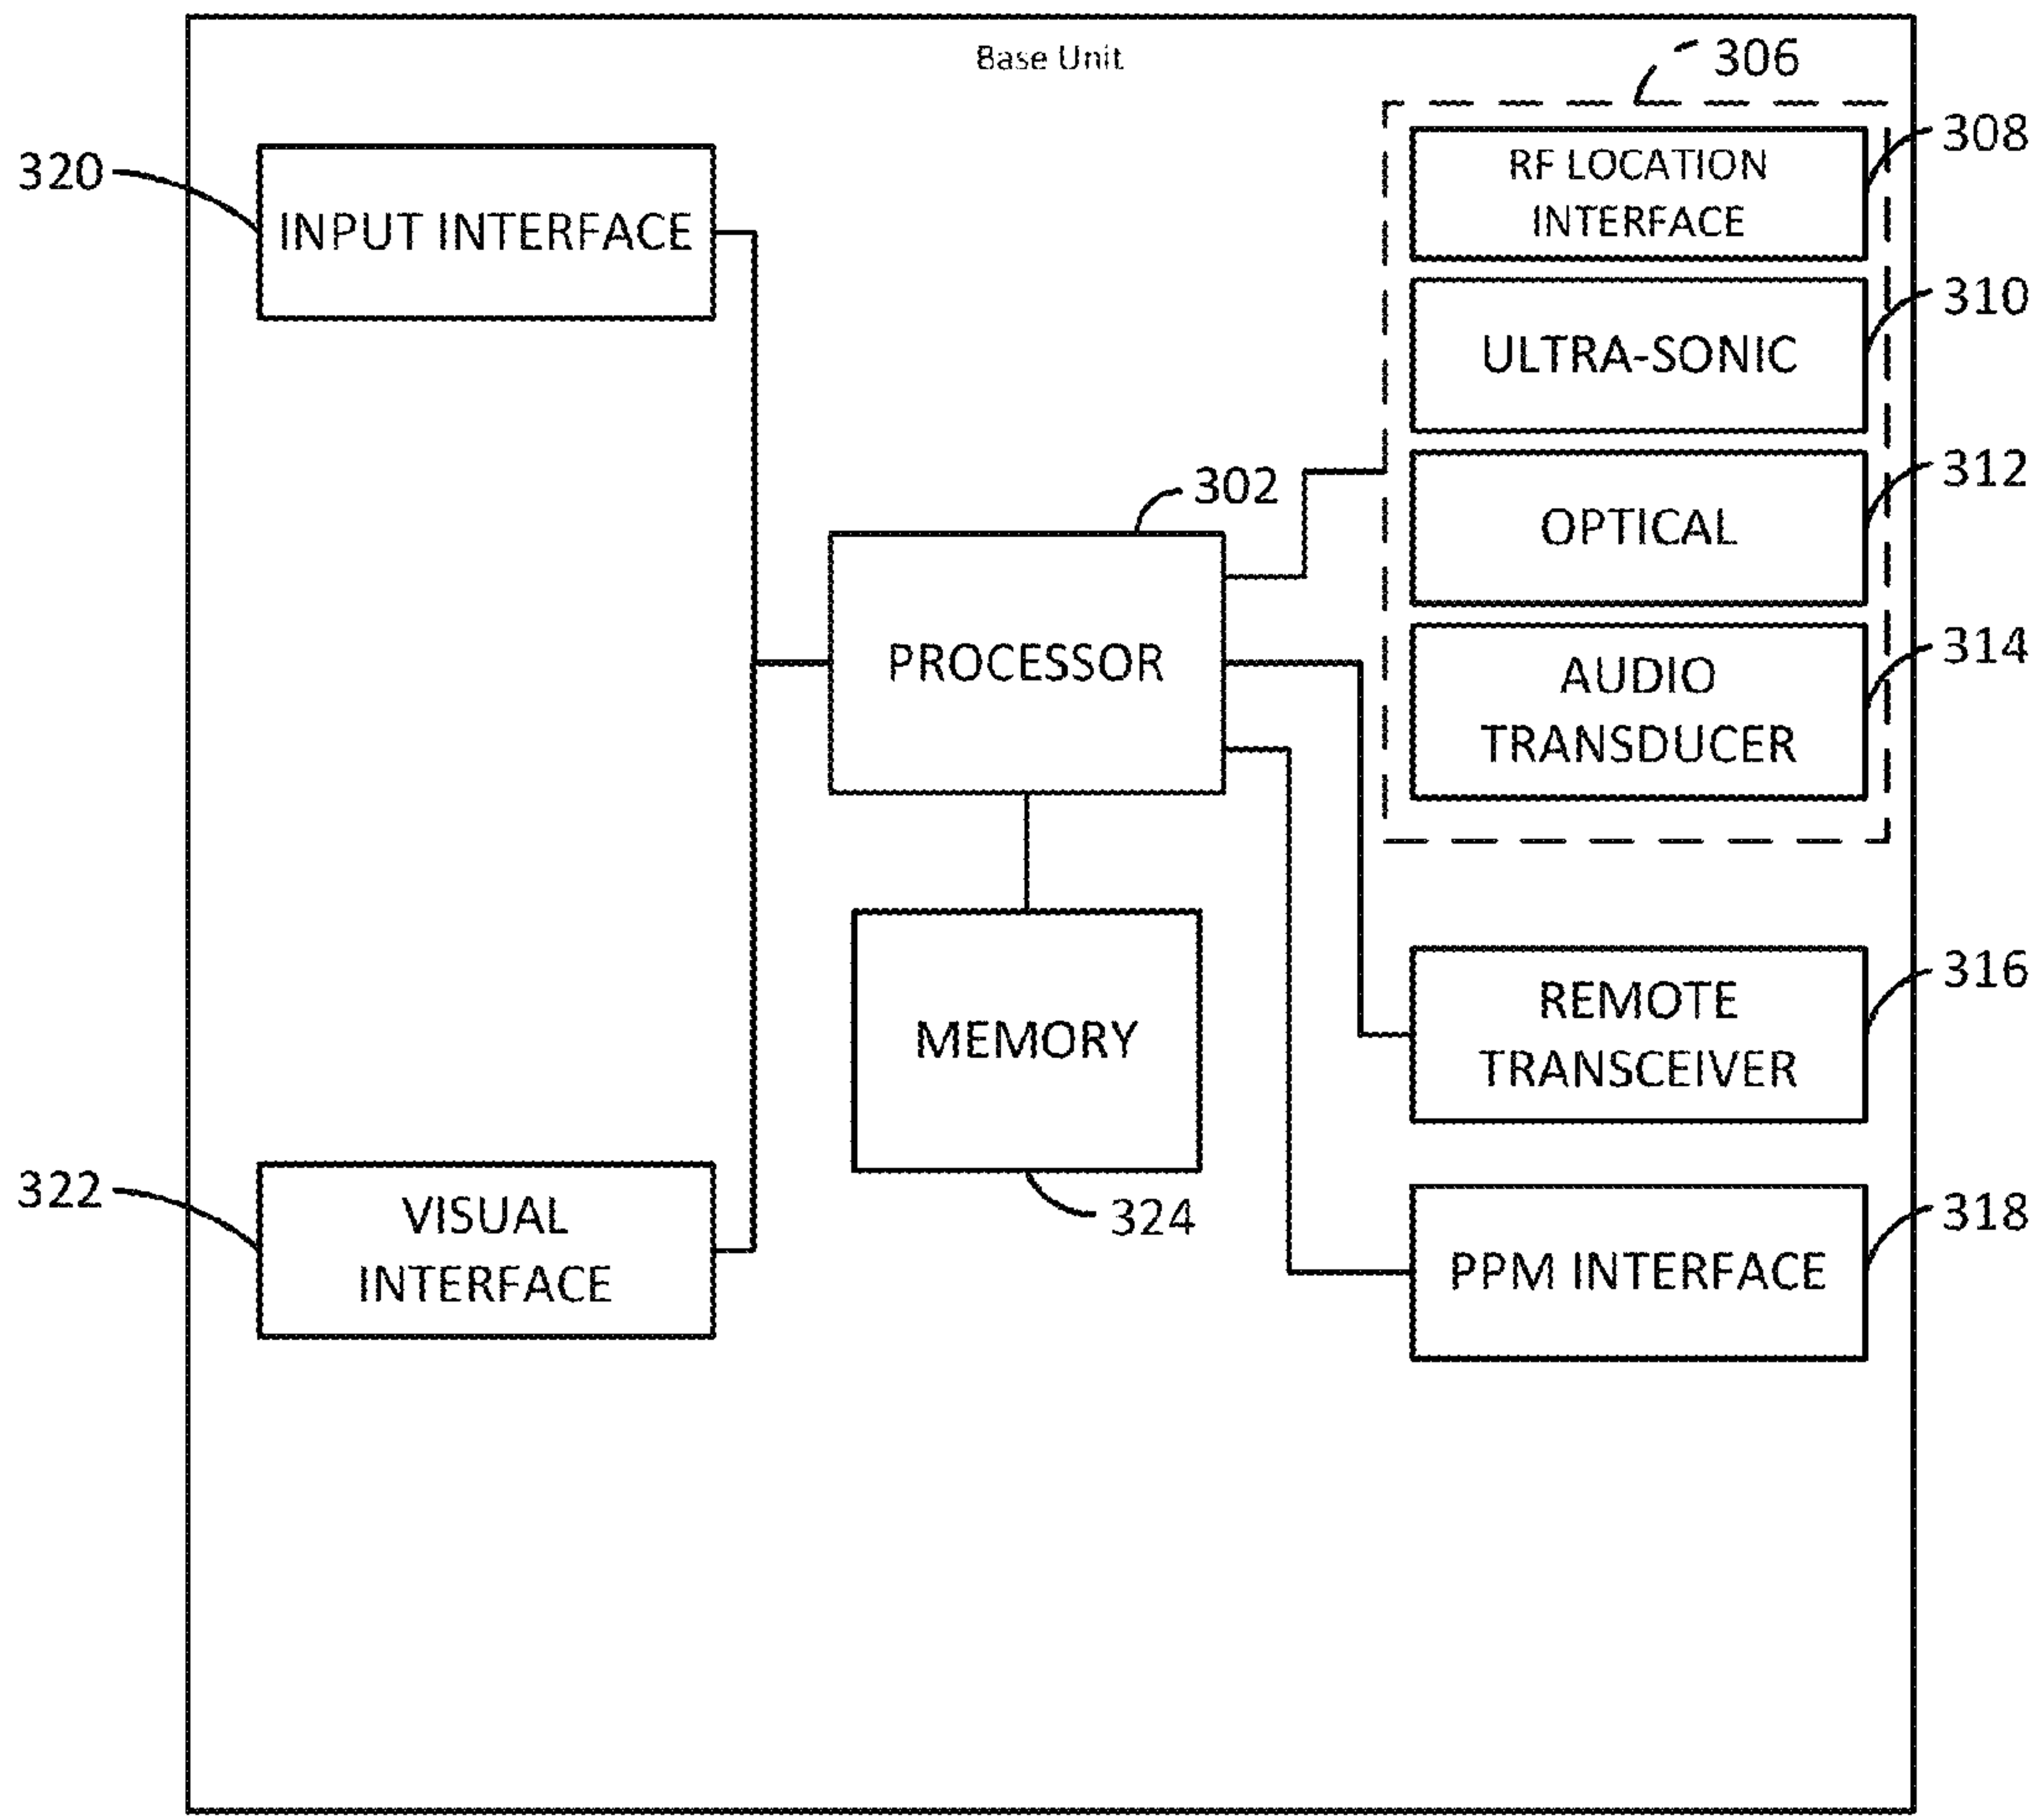 Base Unit
306
308
RF LOCATION
INTERFACE
320
INPUT INTERFACE
310
ULTRA-SONIC
312
OPTICAL
302
PROCESSOR
314
AUDIO
TRANSDUCER
MEMORY
324
316
REMOTE
TRANSCEIVER
322
VISUAL
INTERFACE
318
PPM INTERFACE